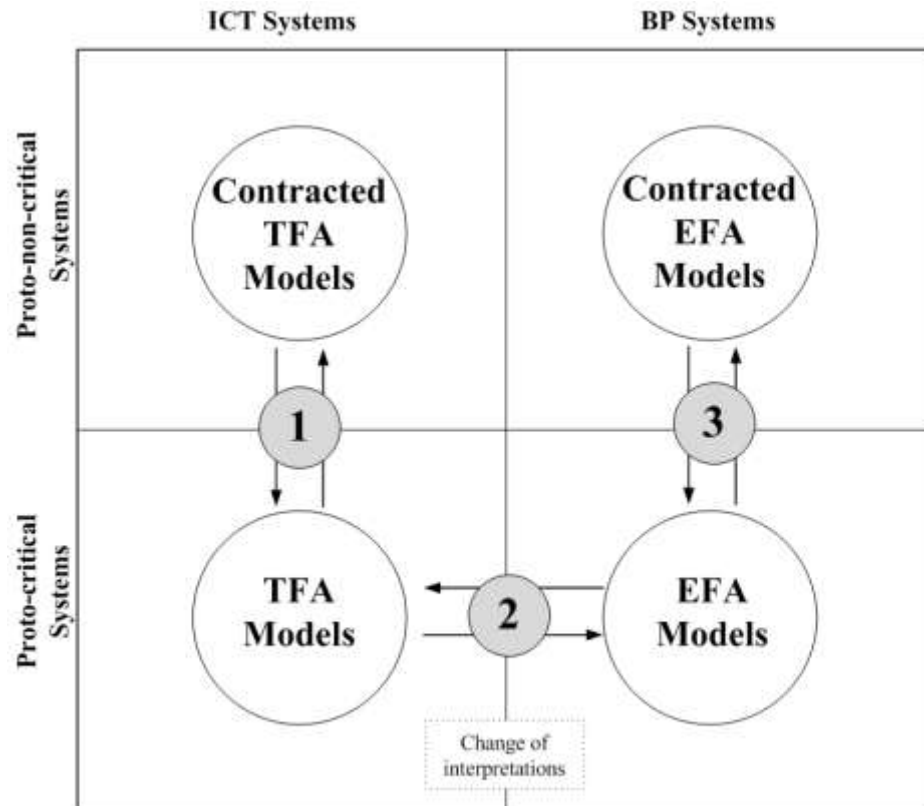 ICT Systems
BP Systems
Proto-non-critical
Systems
Contracted
TFA
Models
Contracted
EFA
Models
1
3
Proto-critical
Systems
TFA
Models
2
EFA
Models
Change of
interpretations